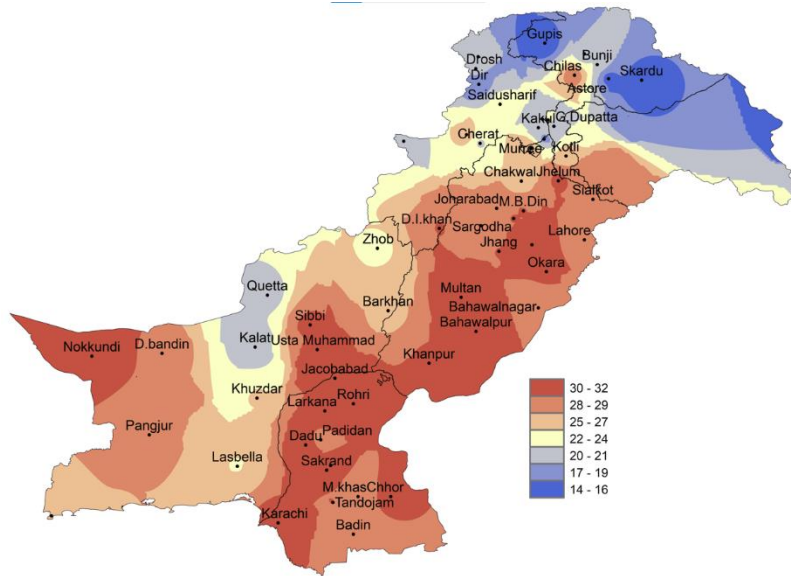 Gupis
Drosh
Bunji
Dir
Chilas
Skardu
Astore
Saidusharif
Kakul
G.Dupatta
Cherat
Murree
Kotli
Chakwal
Jhelum
Sialkot
Joharabad
M.B.Din
D.I.khan
Sargodha
Lahore
Zhob
Jhang
Okara
Quetta
Multan
Barkhan
Bahawalnagar
Sibbi
Bahawalpur
Nokkundi
D.bandin
Kalat
Usta Muhammad
Khanpur
Jacobabad
Khuzdar
Larkana
Rohri
Pangjur
Dadu
Padidan
Lasbella
Sakrand
M.khas
Chhor
Tandojam
Karachi
Badin
30 - 32
28 - 29
25 - 27
22 - 24
20 - 21
17 - 19
14 - 16